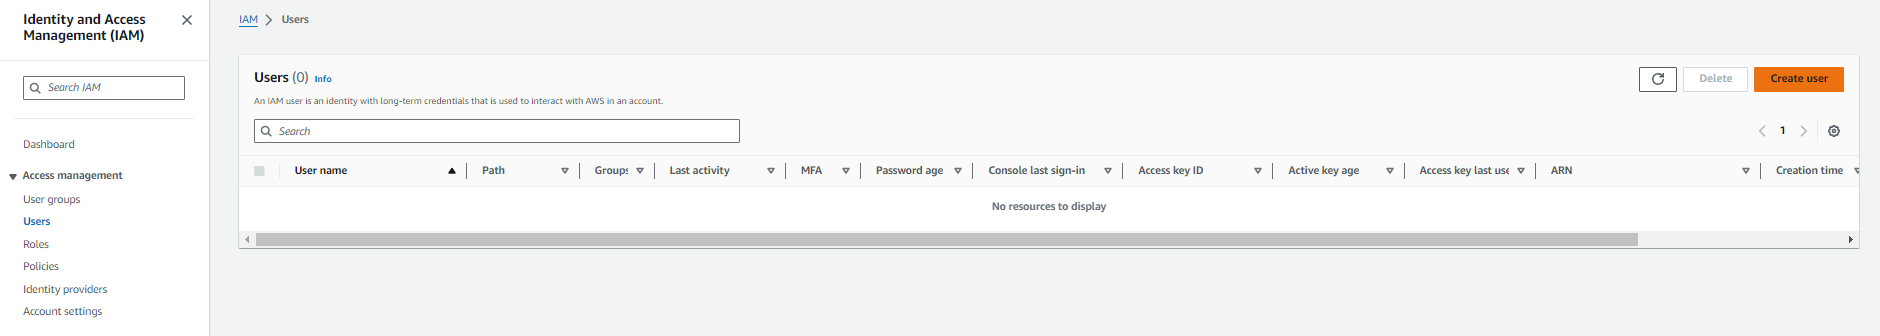 Identity and Access
Management (IAM)
Search IAM
Dashboard
Access management
User groups
Users
Roles
Policies
Identity providers
Account settings
IAM > Users
Users (0) Info
Delete
Create user
An IAM user is an identity with long-term credentials that is used to interact with AWS in an account.
Search
1
User name Path Groups Last activity MFA Password age Console last sign-in Access key ID Active key age Access key last use ARN Creation time
No resources to display